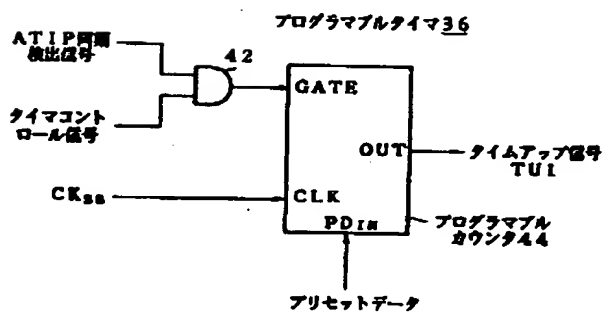 プログラマブルタイマ36
ATIP同期
検出信号
42
GATE
タイマコント
ロール信号
OUT
タイムアップ信号
TUI
CK
CLK
PDIN
プログラマブル
カウンタ44
プリセットデータ